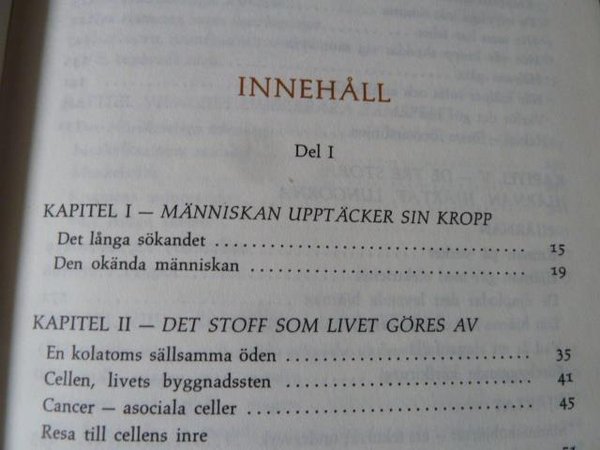 INNEHÅLL
Del I
KAPITEL I — MÄNNISKAN UPPTÄCKER SIN KROPP
Det långa sökandet ........................ 15
Den okända människan ........................ 19
KAPITEL II — DET STOFF SOM LIVET GÖRES AV
En kolatoms sällsamma öden ........................ 35
Cellen, livets byggnadssten ........................ 41
Cancer — asociala celler ........................ 45
Resa till cellens inre